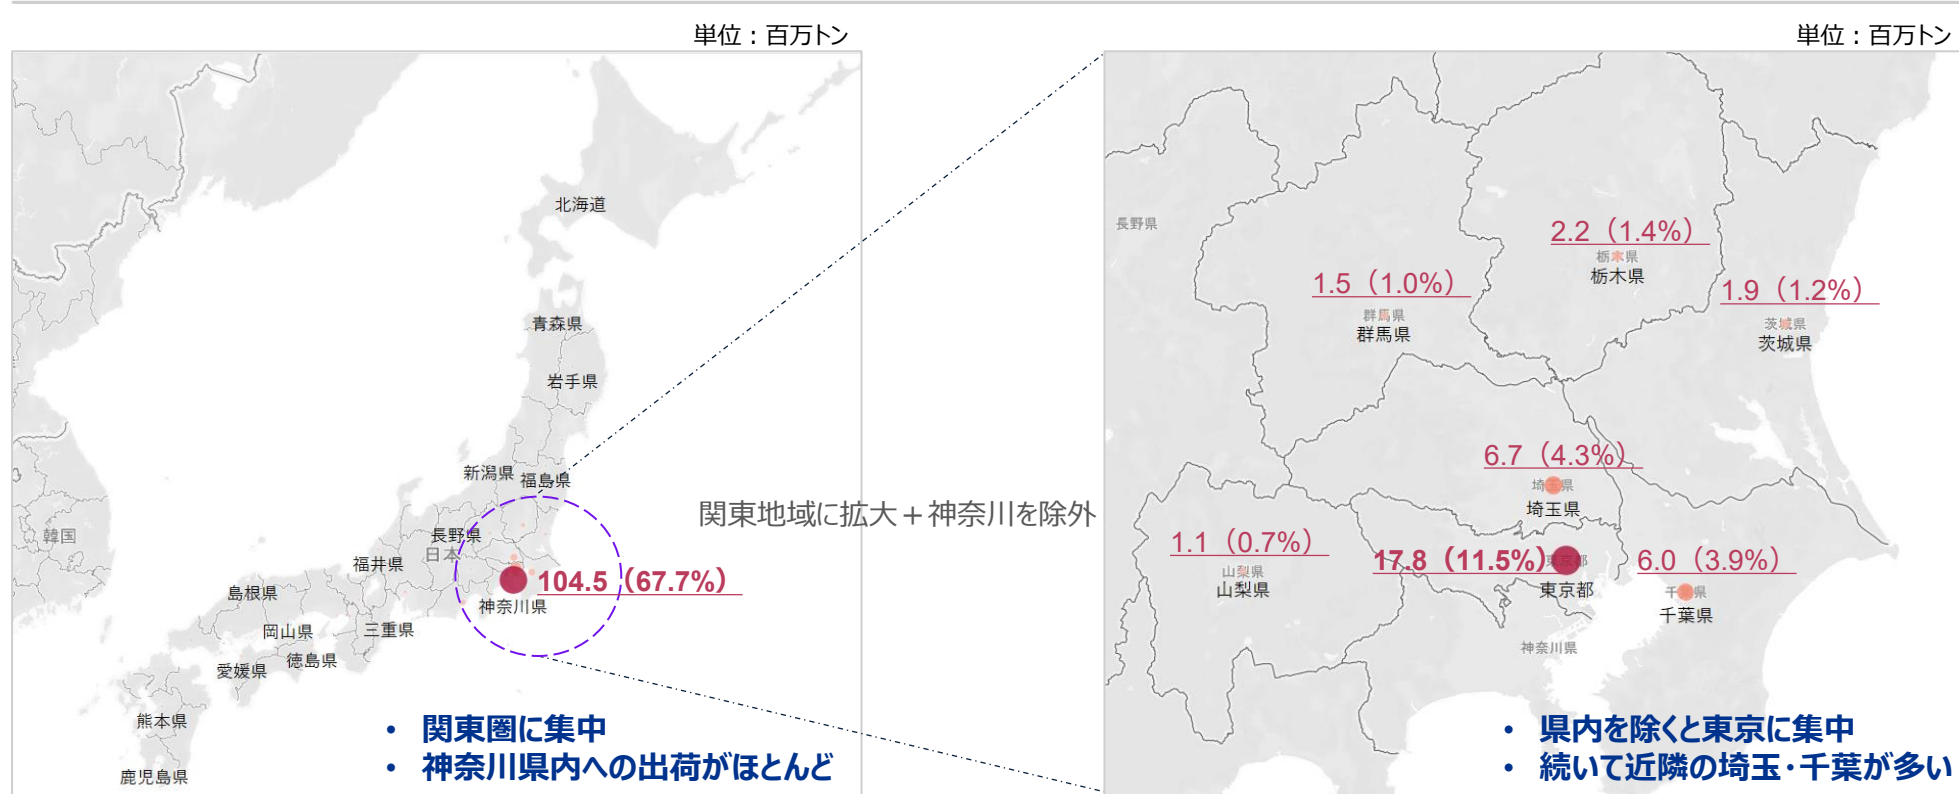 単位：百万トン
北海道
青森県
岩手県
新潟県
福島県
長野県
日本
福井県
韓国
104.5（67.7%）
神奈川県
島根県
岡山県
三重県
徳島県
愛媛県
熊本県
鹿児島県
• 関東圏に集中
• 神奈川県内への出荷がほとんど
関東地域に拡大＋神奈川を除外
単位：百万トン
長野県
2.2（1.4%）
栃木県
栃木県
1.5（1.0%）
群馬県
群馬県
1.9（1.2%）
茨城県
茨城県
6.7（4.3%）
埼玉県
埼玉県
1.1（0.7%）
山梨県
山梨県
17.8（11.5%）
東京都
東京都
6.0（3.9%）
千葉県
千葉県
神奈川県
• 県内を除くと東京に集中
• 続いて近隣の埼玉･千葉が多い